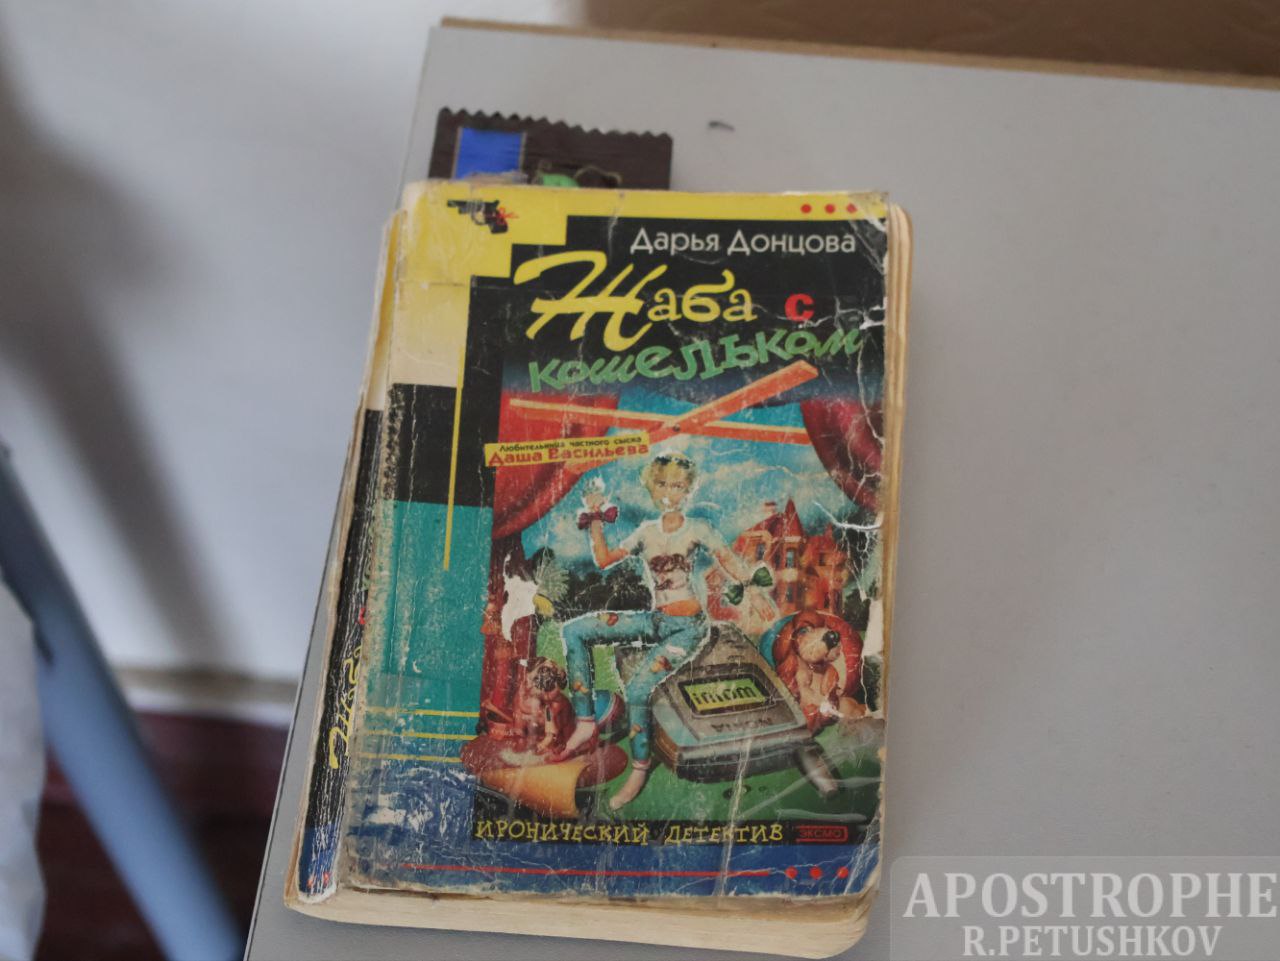 Дарья Донцова
Жаба с
кошельком
Любительница частного сыска
Даша Васильева
ИРОНИЧЕСКИЙ ДЕТЕКТИВ
ЭКСМО
APOSTROPHE
R.PETUSHKOV